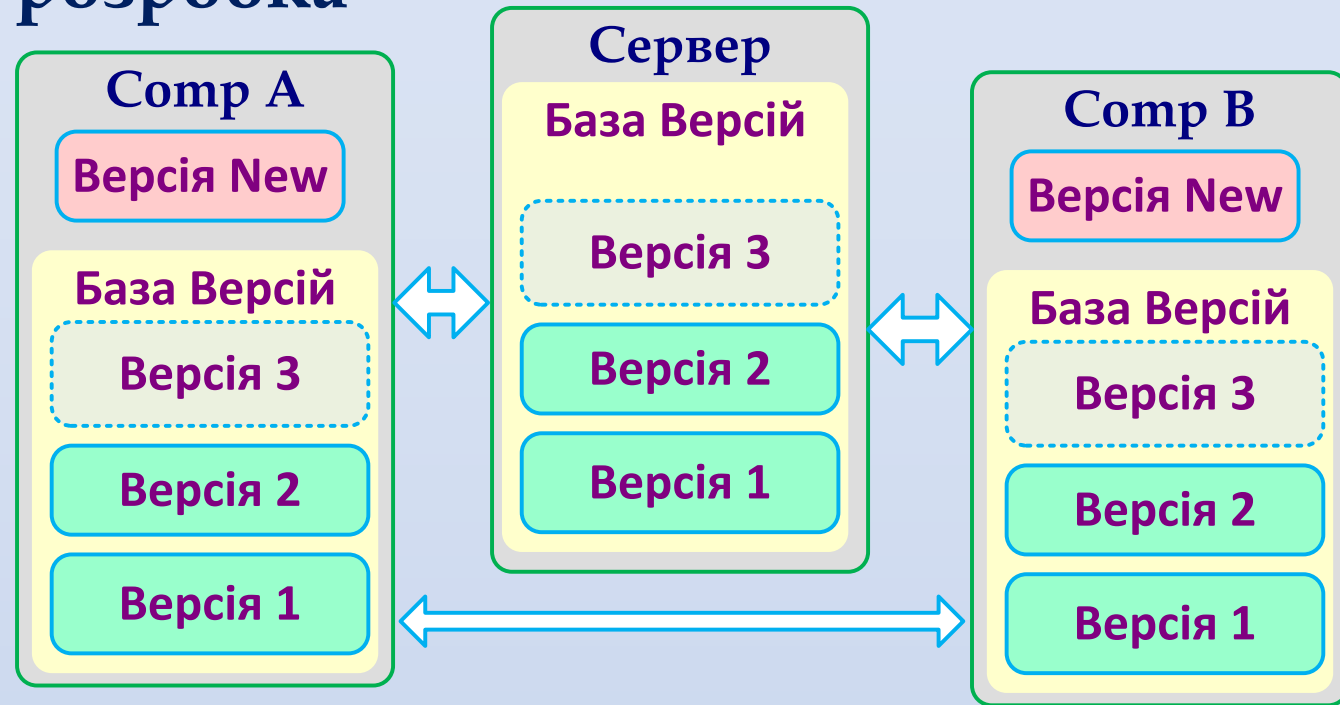 розробка
Comp A
Версія New
База Версій
Версія 3
Версія 2
Версія 1
Сервер
База Версій
Версія 3
Версія 2
Версія 1
Comp B
Версія New
База Версій
Версія 3
Версія 2
Версія 1